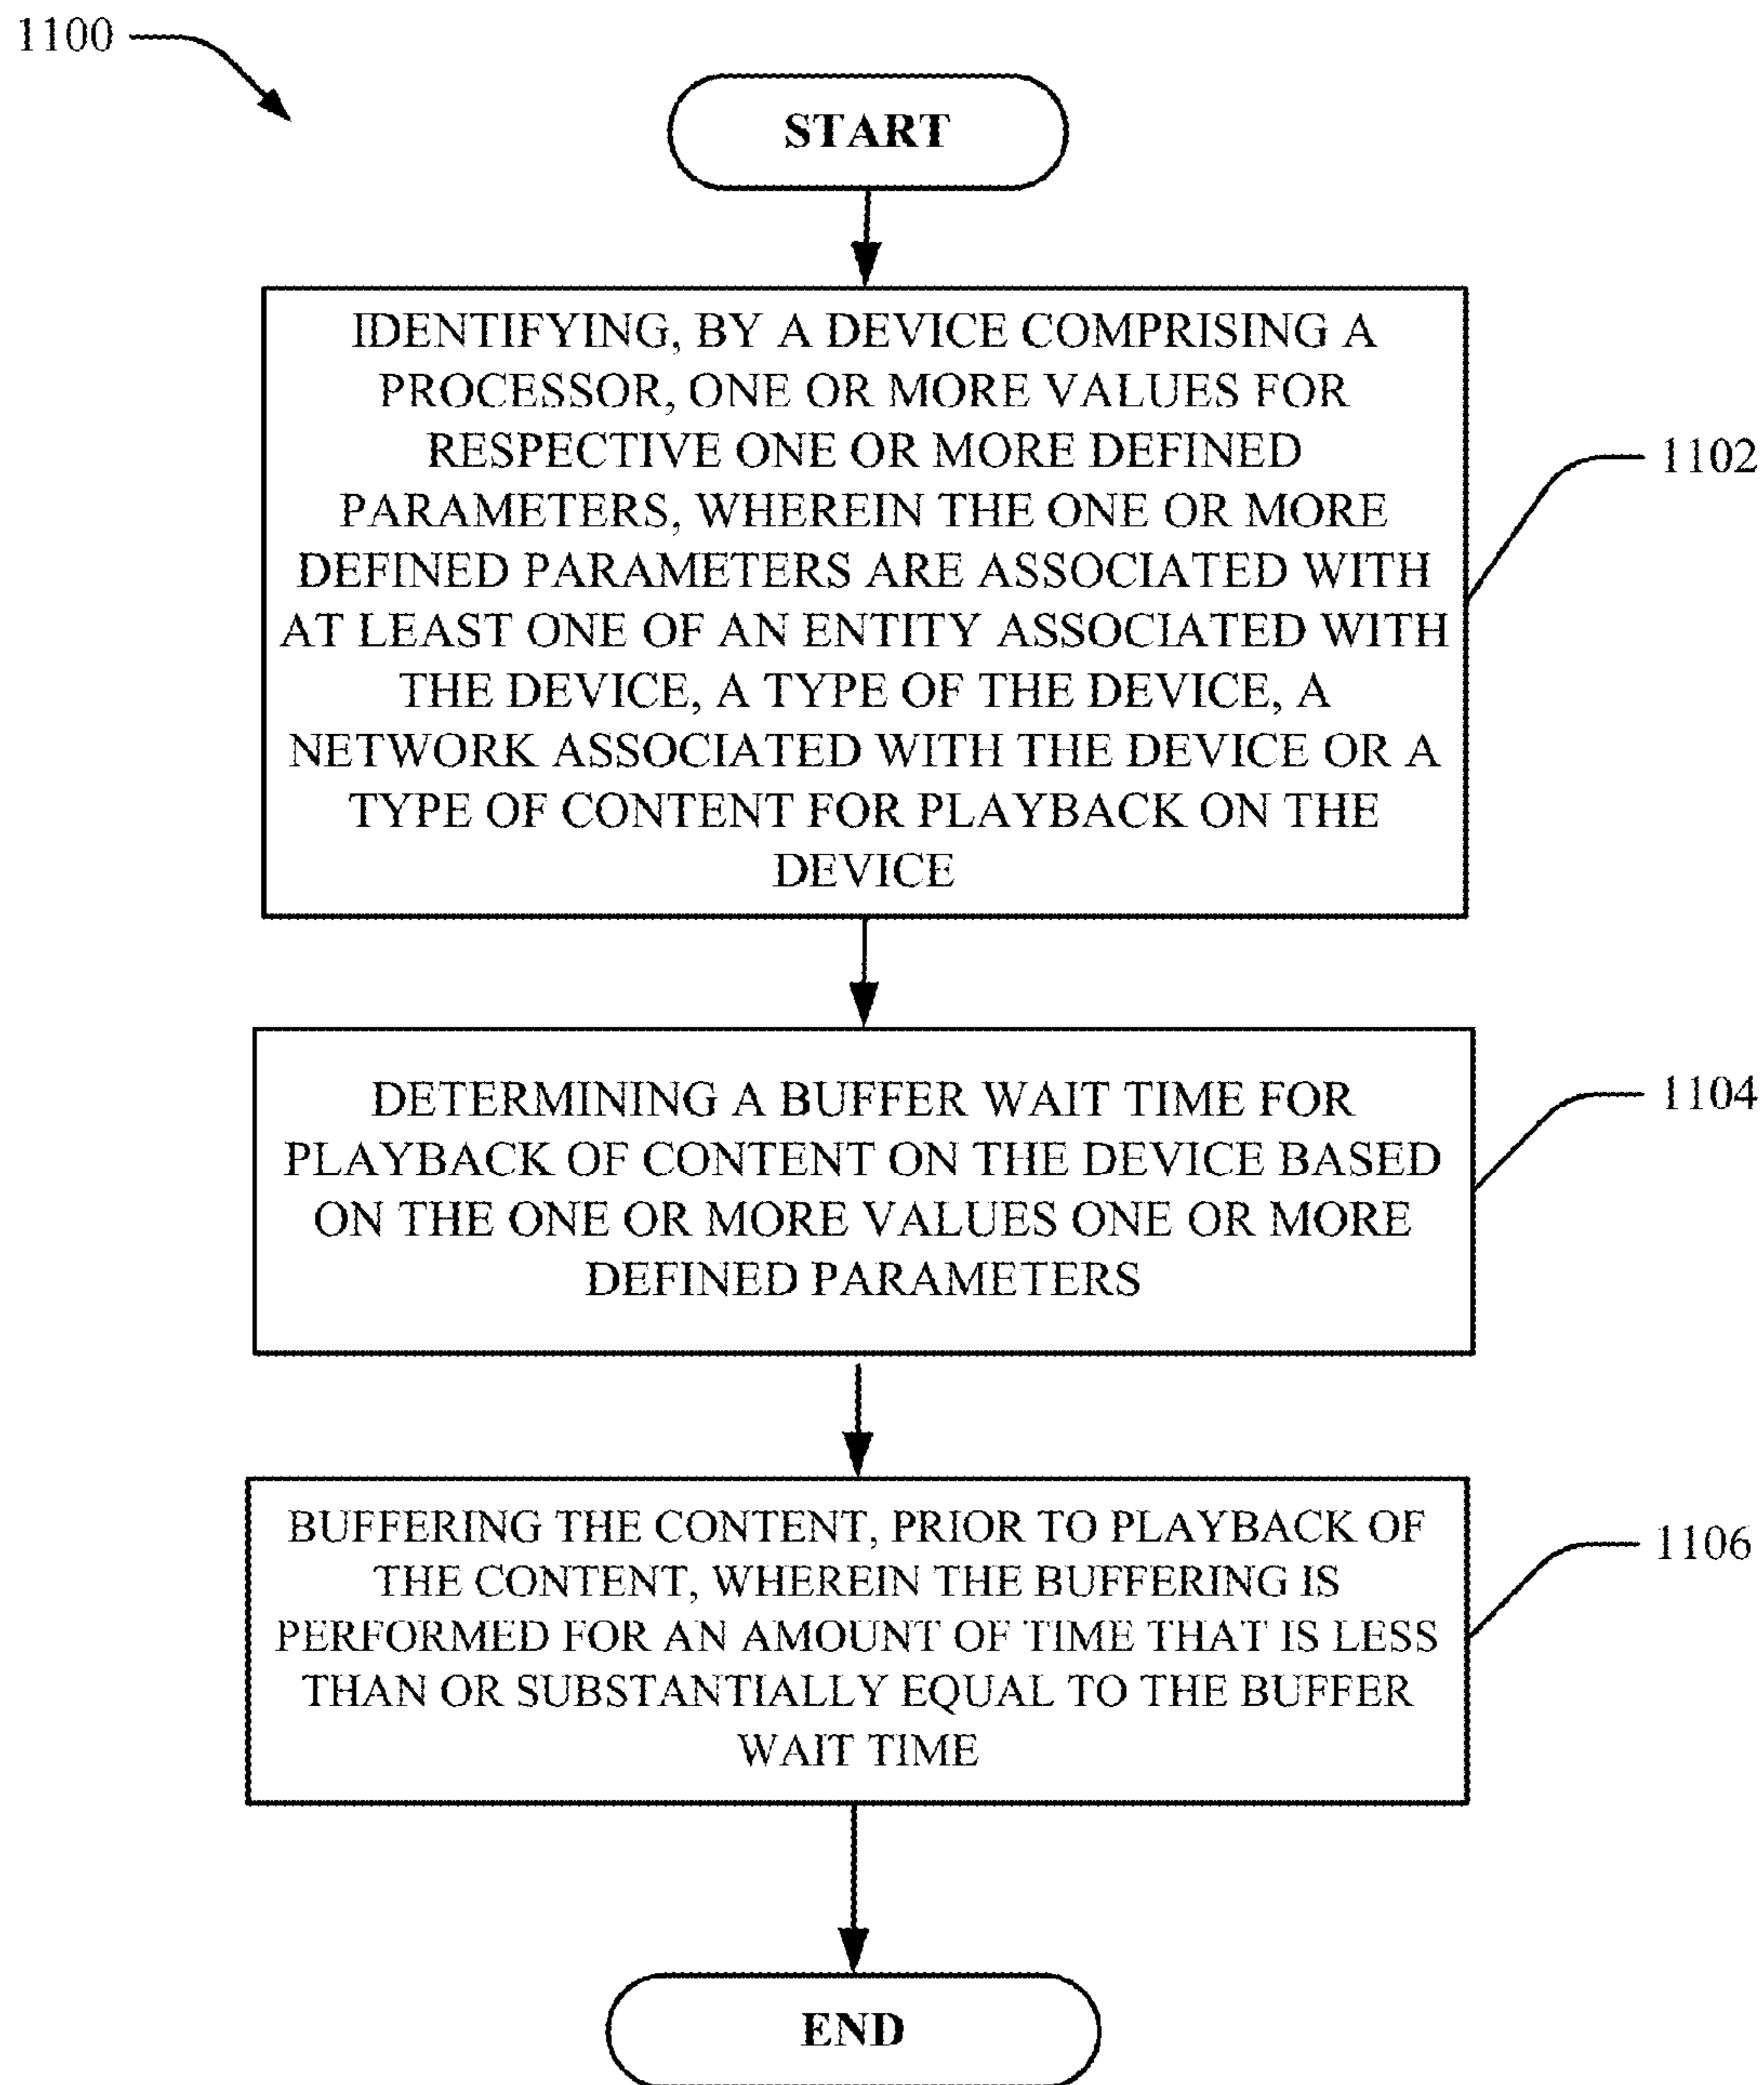 1100
START
IDENTIFYING, BY A DEVICE COMPRISING A
PROCESSOR, ONE OR MORE VALUES FOR
RESPECTIVE ONE OR MORE DEFINED
PARAMETERS, WHEREIN THE ONE OR MORE
DEFINED PARAMETERS ARE ASSOCIATED WITH
AT LEAST ONE OF AN ENTITY ASSOCIATED WITH
THE DEVICE, A TYPE OF THE DEVICE, A
NETWORK ASSOCIATED WITH THE DEVICE OR A
TYPE OF CONTENT FOR PLAYBACK ON THE
DEVICE
1102
DETERMINING A BUFFER WAIT TIME FOR
PLAYBACK OF CONTENT ON THE DEVICE BASED
ON THE ONE OR MORE VALUES ONE OR MORE
DEFINED PARAMETERS
1104
BUFFERING THE CONTENT, PRIOR TO PLAYBACK OF
THE CONTENT, WHEREIN THE BUFFERING IS
PERFORMED FOR AN AMOUNT OF TIME THAT IS LESS
THAN OR SUBSTANTIALLY EQUAL TO THE BUFFER
WAIT TIME
1106
END